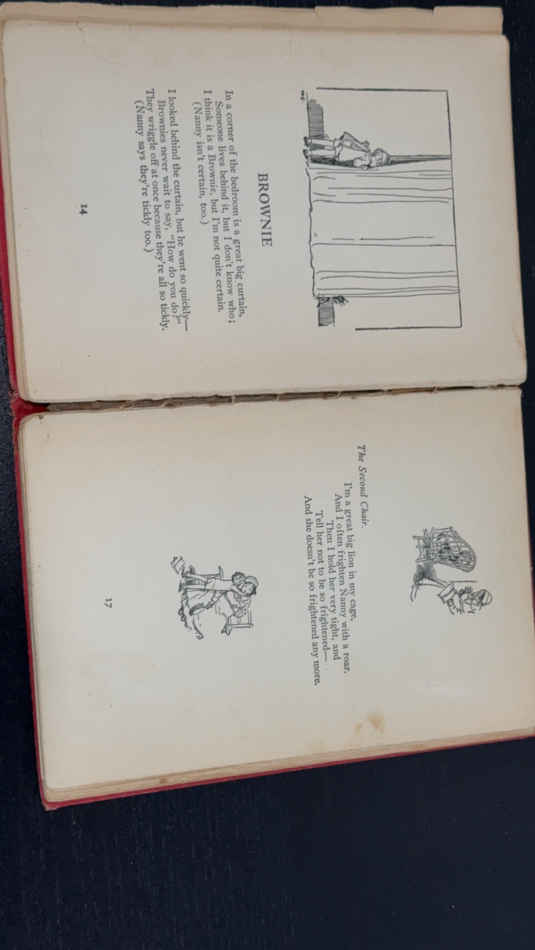 BROWNIE
In a corner of the bedroom is a great big curtain,
Someone lives behind it, but I don't know who;
I think it is a Brownie, but I'm not quite certain.
(Nanny isn't certain, too.)
I looked behind the curtain, but he went so quickly—
Brownies never wait to say, "How do you do?"
They wriggle off at once because they're all so tickly.
(Nanny says they're tickly too.)
14
The Second Chair.
I'm a great big lion in my cage,
And I often frighten Nanny with a roar.
Then I hold her very tight, and
Tell her not to be so frightened—
And she doesn't be so frightened any more.
17